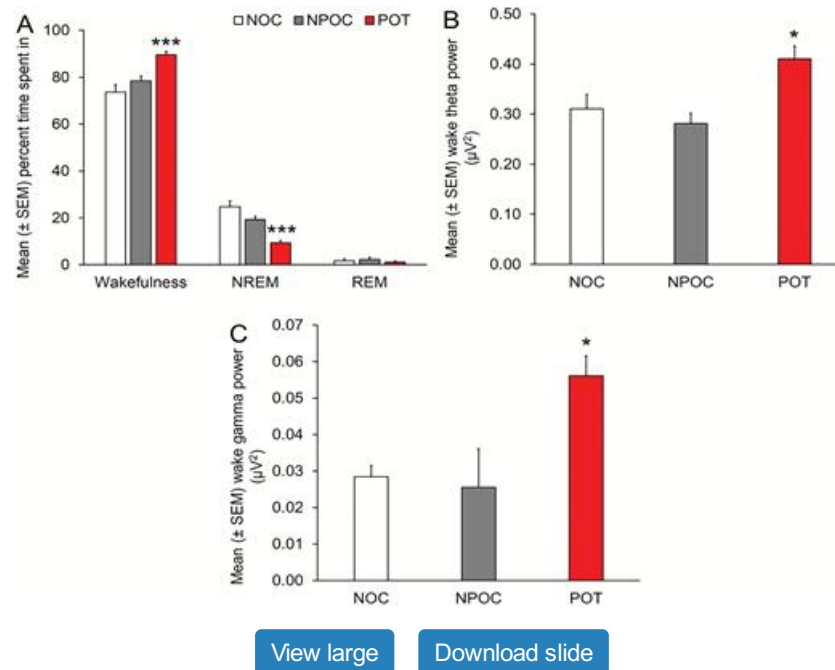 A
NOC NPOC POT
Mean (± SEM) percent time spent in
100
80
60
40
20
0
***
***
Wakefulness NREM REM
B
Mean (± SEM) wake theta power
(µV²)
0.50
0.40
0.30
0.20
0.10
0.00
*
NOC NPOC POT
C
Mean (± SEM) wake gamma power
(µV²)
0.07
0.06
0.05
0.04
0.03
0.02
0.01
0.00
*
NOC NPOC POT
View large Download slide